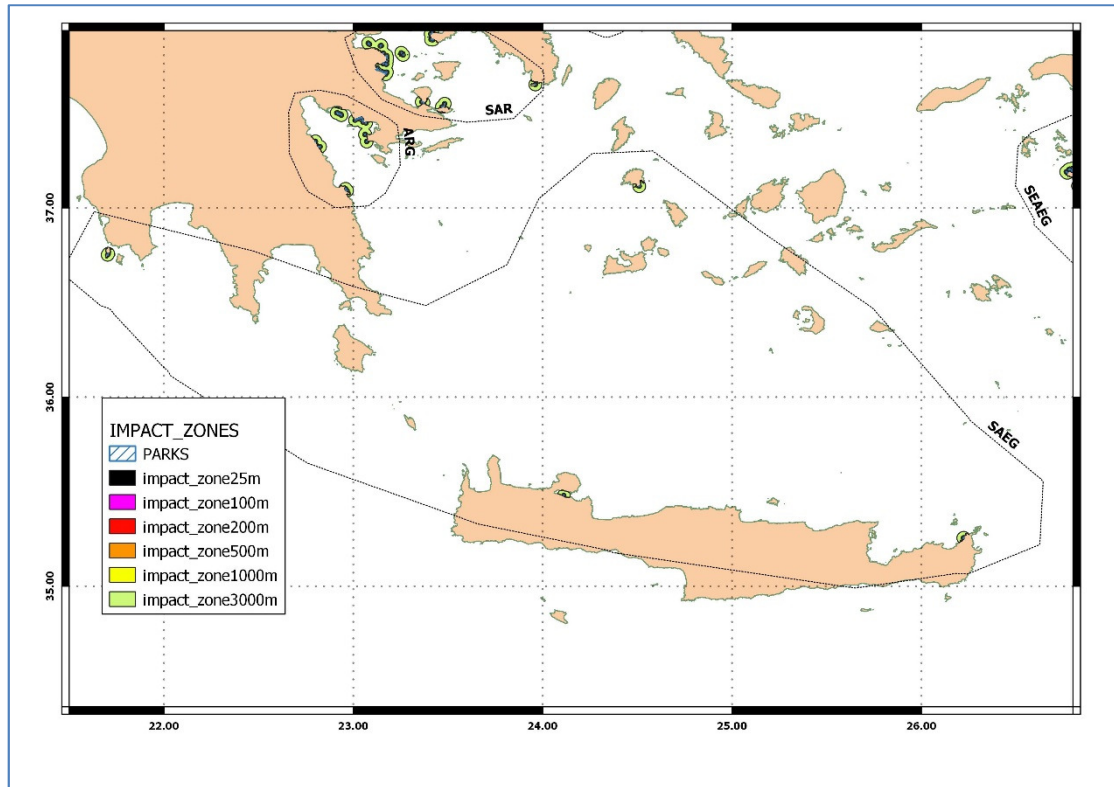 SAR
ARG
SEAEG
SAEG
37.00
36.00
35.00
IMPACT_ZONES
PARKS
impact_zone25m
impact_zone100m
impact_zone200m
impact_zone500m
impact_zone1000m
impact_zone3000m
22.00
23.00
24.00
25.00
26.00